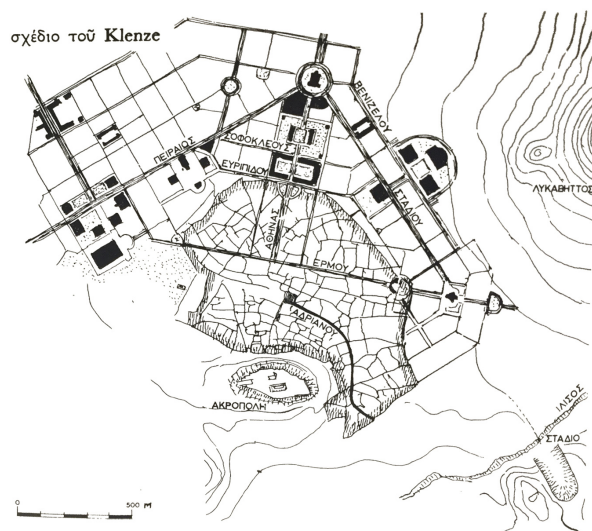 σχέδιο τοῦ Klenze
ΒΕΝΙΖΕΛΟΥ
ΣΟΦΟΚΛΕΟΥΣ
ΠΕΙΡΑΙΩΣ
ΕΥΡΙΠΙΔΟΥ
ΣΤΑΔΙΟΥ
ΛΥΚΑΒΗΤΤΟΣ
ΑΘΗΝΑΣ
ΕΡΜΟΥ
ΑΔΡΙΑΝΟΥ
ΑΚΡΟΠΟΛΗ
ΙΛΙΣΟΣ
ΣΤΑΔΙΟ
0 500 M